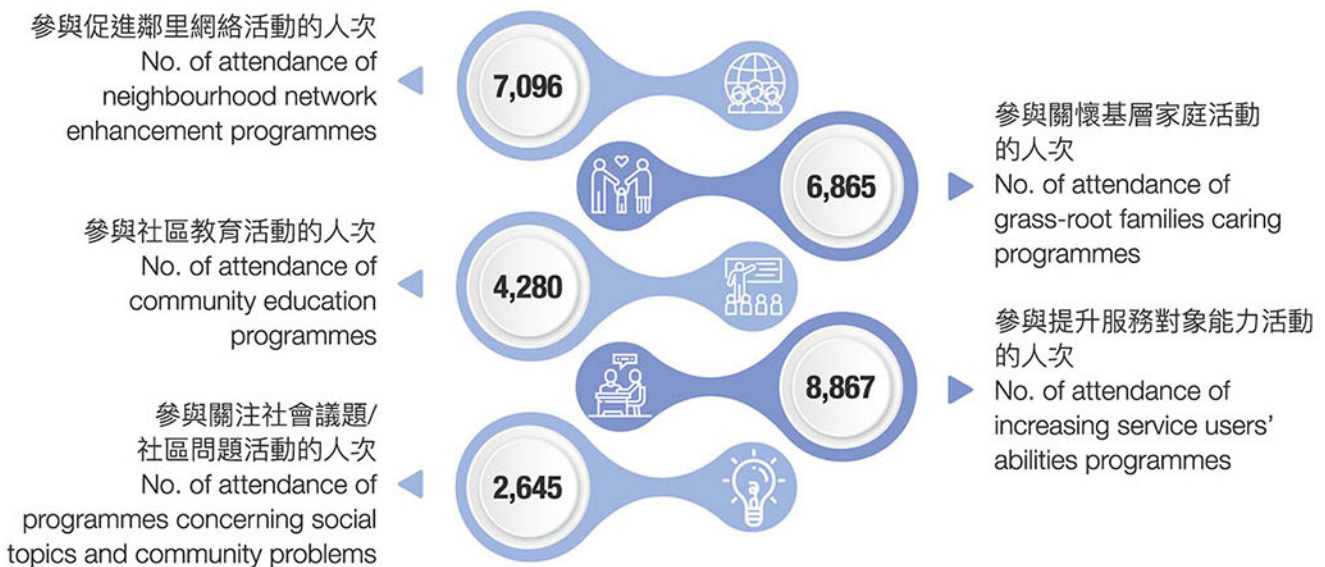 參與促進鄰里網絡活動的人次
No. of attendance of
neighbourhood network
enhancement programmes
7,096
6,865
參與關懷基層家庭活動
的人次
No. of attendance of
grass-root families caring
programmes
參與社區教育活動的人次
No. of attendance of
community education
programmes
4,280
8,867
參與提升服務對象能力活動
的人次
No. of attendance of
increasing service users’
abilities programmes
參與關注社會議題/
社區問題活動的人次
No. of attendance of
programmes concerning social
topics and community problems
2,645